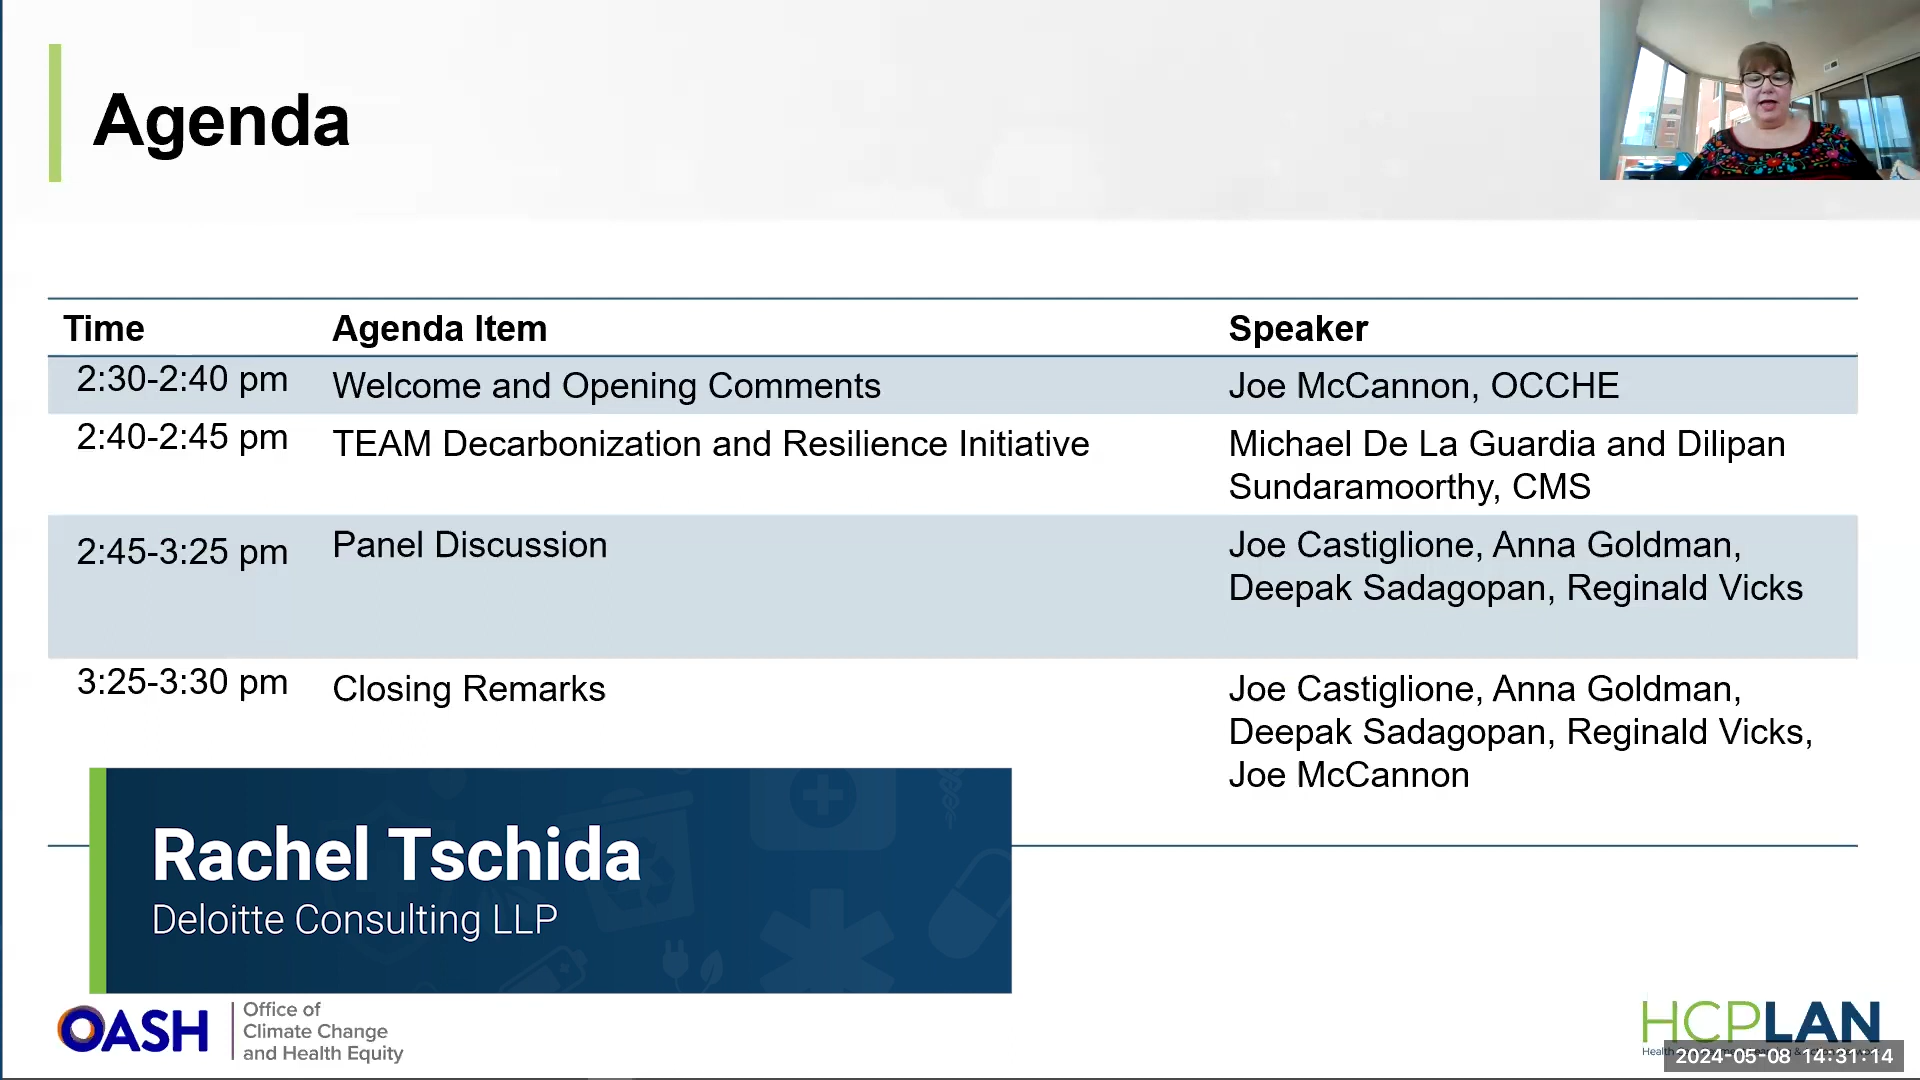 Agenda
Time Agenda Item Speaker
2:30-2:40 pm Welcome and Opening Comments Joe McCannon, OCCHE
2:40-2:45 pm TEAM Decarbonization and Resilience Initiative Michael De La Guardia and Dilipan
Sundaramoorthy, CMS
2:45-3:25 pm Panel Discussion Joe Castiglione, Anna Goldman,
Deepak Sadagopan, Reginald Vicks
3:25-3:30 pm Closing Remarks Joe Castiglione, Anna Goldman,
Deepak Sadagopan, Reginald Vicks,
Joe McCannon
Rachel Tschida
Deloitte Consulting LLP
OASH
Office of
Climate Change
and Health Equity
HCPLAN
2024-05-08 14:31:14